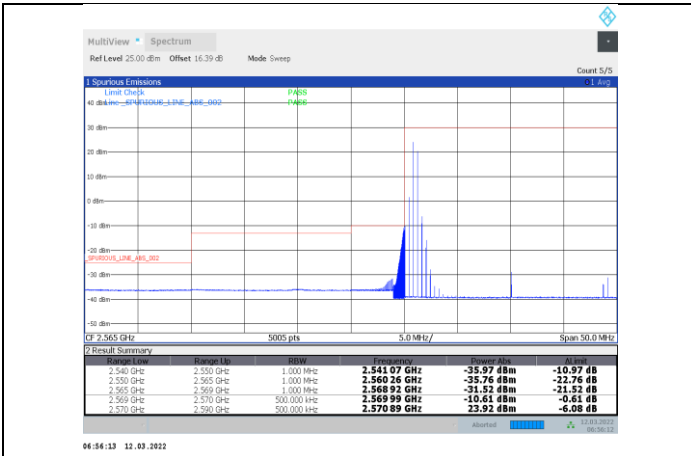 MultiView Spectrum
Ref Level 25.00 dBm Offset 16.39 dB Mode Sweep
Count 5/5
1 Spurious Emissions 1 Avg
Limit Check PASS
40 dBm Line _SPURIOUS_LINE_ABS_002 PASS
30 dBm
20 dBm
10 dBm
0 dBm
-10 dBm
-20 dBm
_SPURIOUS_LINE_ABS_002
-30 dBm
-40 dBm
-50 dBm
CF 2.565 GHz 5005 pts 5.0 MHz/ Span 50.0 MHz
2 Result Summary
Range Low Range Up RBW Frequency Power Abs ΔLimit
2.540 GHz 2.550 GHz 1.000 MHz 2.541 07 GHz -35.97 dBm -10.97 dB
2.550 GHz 2.565 GHz 1.000 MHz 2.560 26 GHz -35.76 dBm -22.76 dB
2.565 GHz 2.569 GHz 1.000 MHz 2.568 92 GHz -31.52 dBm -21.52 dB
2.569 GHz 2.570 GHz 500.000 kHz 2.569 99 GHz -10.61 dBm -0.61 dB
2.570 GHz 2.590 GHz 500.000 kHz 2.570 89 GHz 23.92 dBm -6.08 dB
Aborted 12.03.2022
06:56:12
06:56:13 12.03.2022